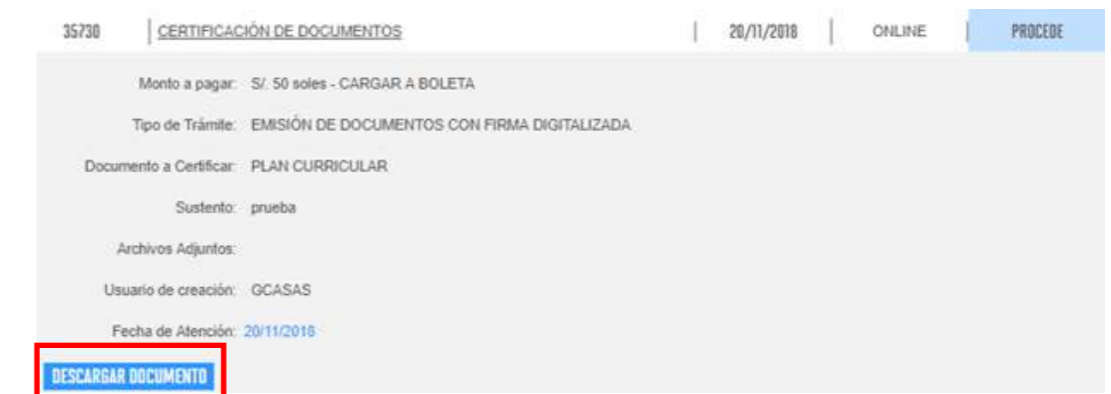 35730 | CERTIFICACIÓN DE DOCUMENTOS | 20/11/2018 | ONLINE | PROCEDE
Monto a pagar: S/. 50 soles - CARGAR A BOLETA
Tipo de Trámite: EMISIÓN DE DOCUMENTOS CON FIRMA DIGITALIZADA
Documento a Certificar: PLAN CURRICULAR
Sustento: prueba
Archivos Adjuntos:
Usuario de creación: GCASAS
Fecha de Atención: 20/11/2018
DESCARGAR DOCUMENTO